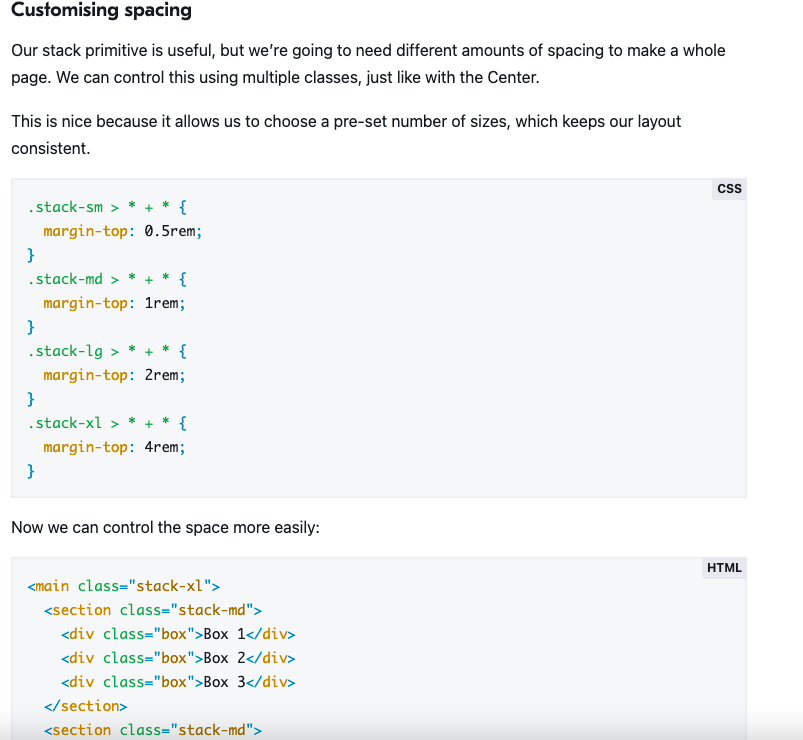 Customising spacing
Our stack primitive is useful, but we’re going to need different amounts of spacing to make a whole
page. We can control this using multiple classes, just like with the Center.
This is nice because it allows us to choose a pre-set number of sizes, which keeps our layout
consistent.
CSS
.stack-sm > * + * {
  margin-top: 0.5rem;
}
.stack-md > * + * {
  margin-top: 1rem;
}
.stack-lg > * + * {
  margin-top: 2rem;
}
.stack-xl > * + * {
  margin-top: 4rem;
}
Now we can control the space more easily:
HTML
<main class="stack-xl">
  <section class="stack-md">
    <div class="box">Box 1</div>
    <div class="box">Box 2</div>
    <div class="box">Box 3</div>
  </section>
  <section class="stack-md">